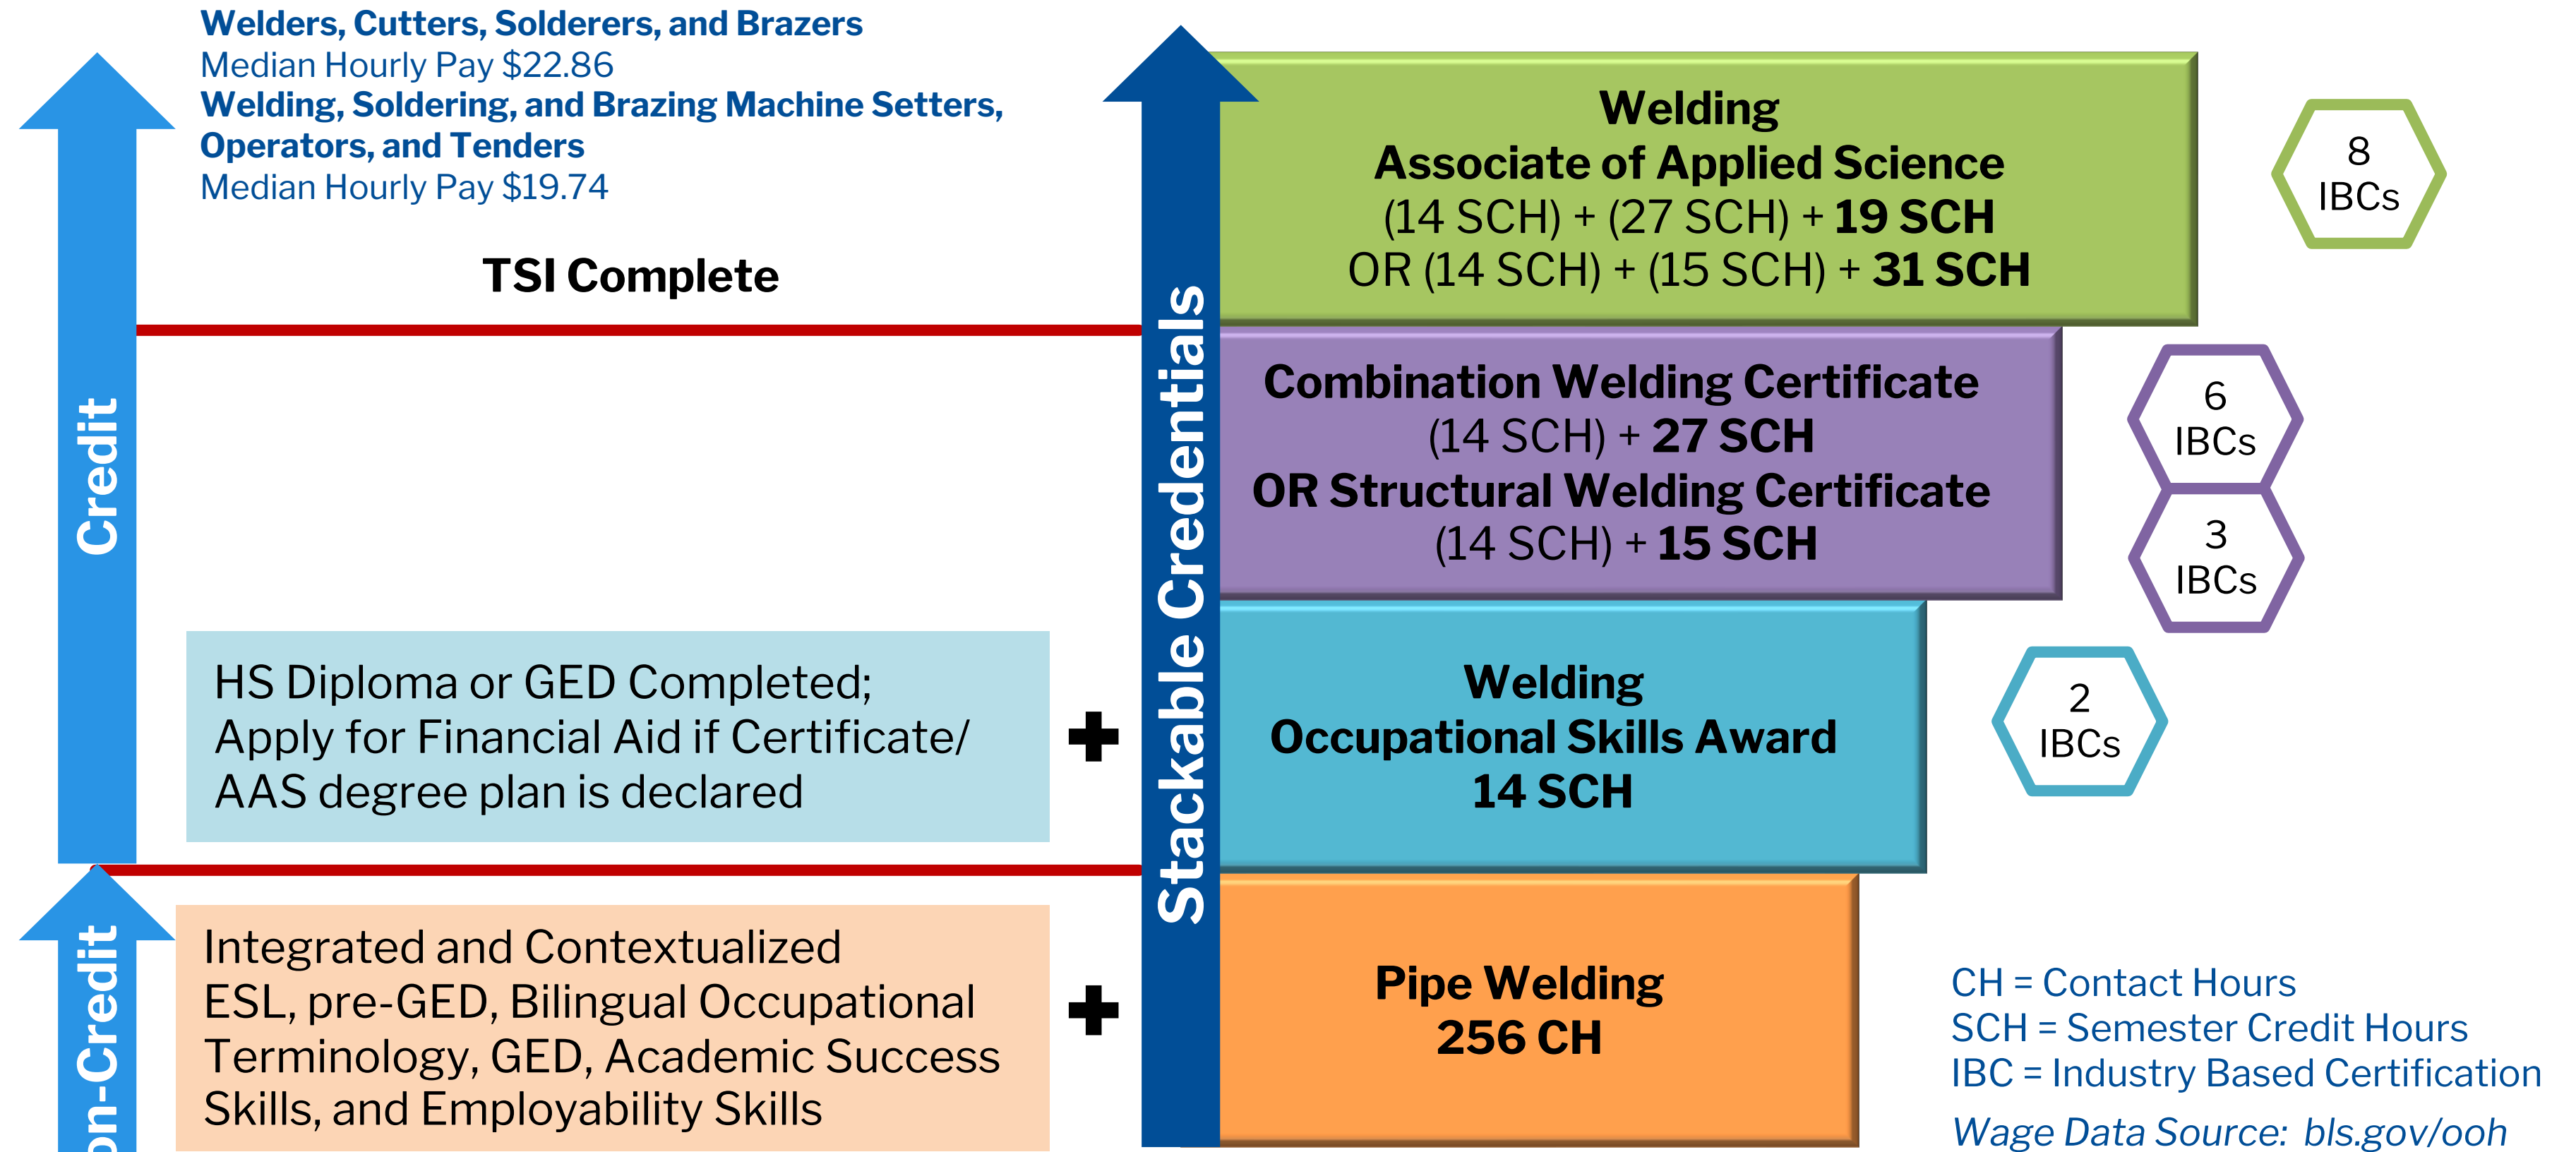 Welders, Cutters, Solderers, and Brazers
Median Hourly Pay $22.86
Welding, Soldering, and Brazing Machine Setters,
Operators, and Tenders
Median Hourly Pay $19.74
TSI Complete
Credit
HS Diploma or GED Completed;
Apply for Financial Aid if Certificate/
AAS degree plan is declared
on-Credit
Integrated and Contextualized
ESL, pre-GED, Bilingual Occupational
Terminology, GED, Academic Success
Skills, and Employability Skills
Stackable Credentials
Welding
Associate of Applied Science
(14 SCH) + (27 SCH) + 19 SCH
OR (14 SCH) + (15 SCH) + 31 SCH
8
IBCs
Combination Welding Certificate
(14 SCH) + 27 SCH
OR Structural Welding Certificate
(14 SCH) + 15 SCH
6
IBCs
3
IBCs
Welding
Occupational Skills Award
14 SCH
2
IBCs
Pipe Welding
256 CH
CH = Contact Hours
SCH = Semester Credit Hours
IBC = Industry Based Certification
Wage Data Source: bls.gov/ooh